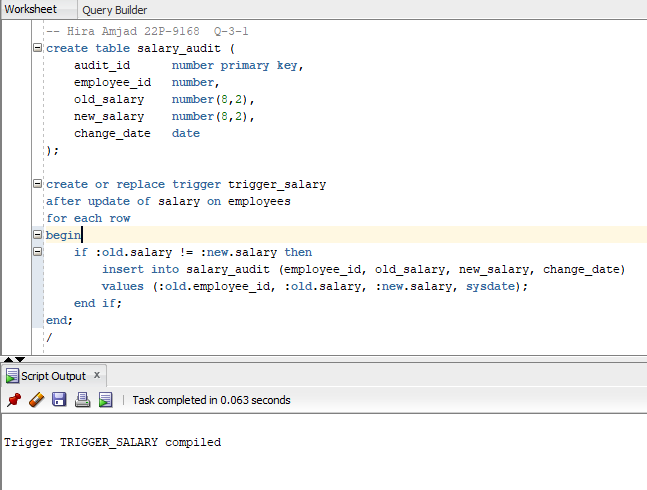 Worksheet Query Builder
-- Hira Amjad 22P-9168  Q-3-1
create table salary_audit (
    audit_id      number primary key,
    employee_id   number,
    old_salary    number(8,2),
    new_salary    number(8,2),
    change_date   date
);
create or replace trigger trigger_salary
after update of salary on employees
for each row
begin
    if :old.salary != :new.salary then
        insert into salary_audit (employee_id, old_salary, new_salary, change_date)
        values (:old.employee_id, :old.salary, :new.salary, sysdate);
    end if;
end;
/
Script Output x
Task completed in 0.063 seconds
Trigger TRIGGER_SALARY compiled